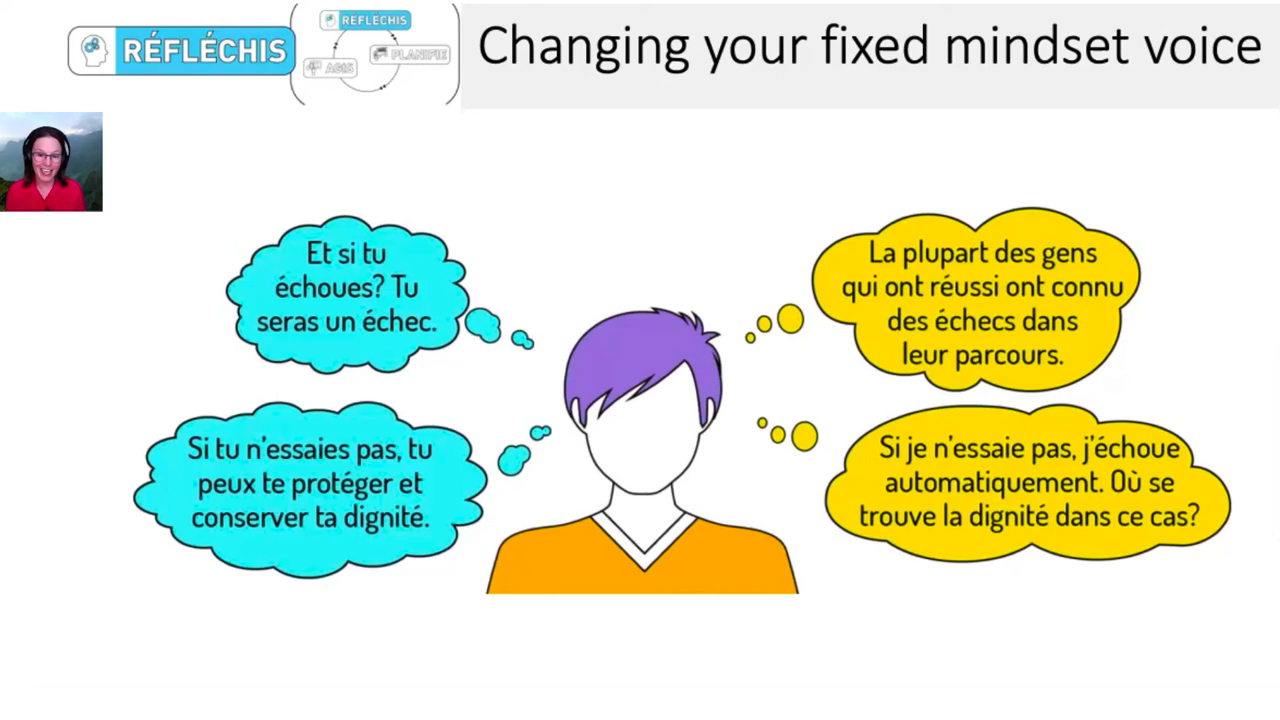 RÉFLÉCHIS
RÉFLÉCHIS
PLANIFIE
AGIS
Changing your fixed mindset voice
Et si tu
échoues? Tu
seras un échec.
Si tu n'essaies pas, tu
peux te protéger et
conserver ta dignité.
La plupart des gens
qui ont réussi ont connu
des échecs dans
leur parcours.
Si je n'essaie pas, j'échoue
automatiquement. Où se
trouve la dignité dans ce cas?